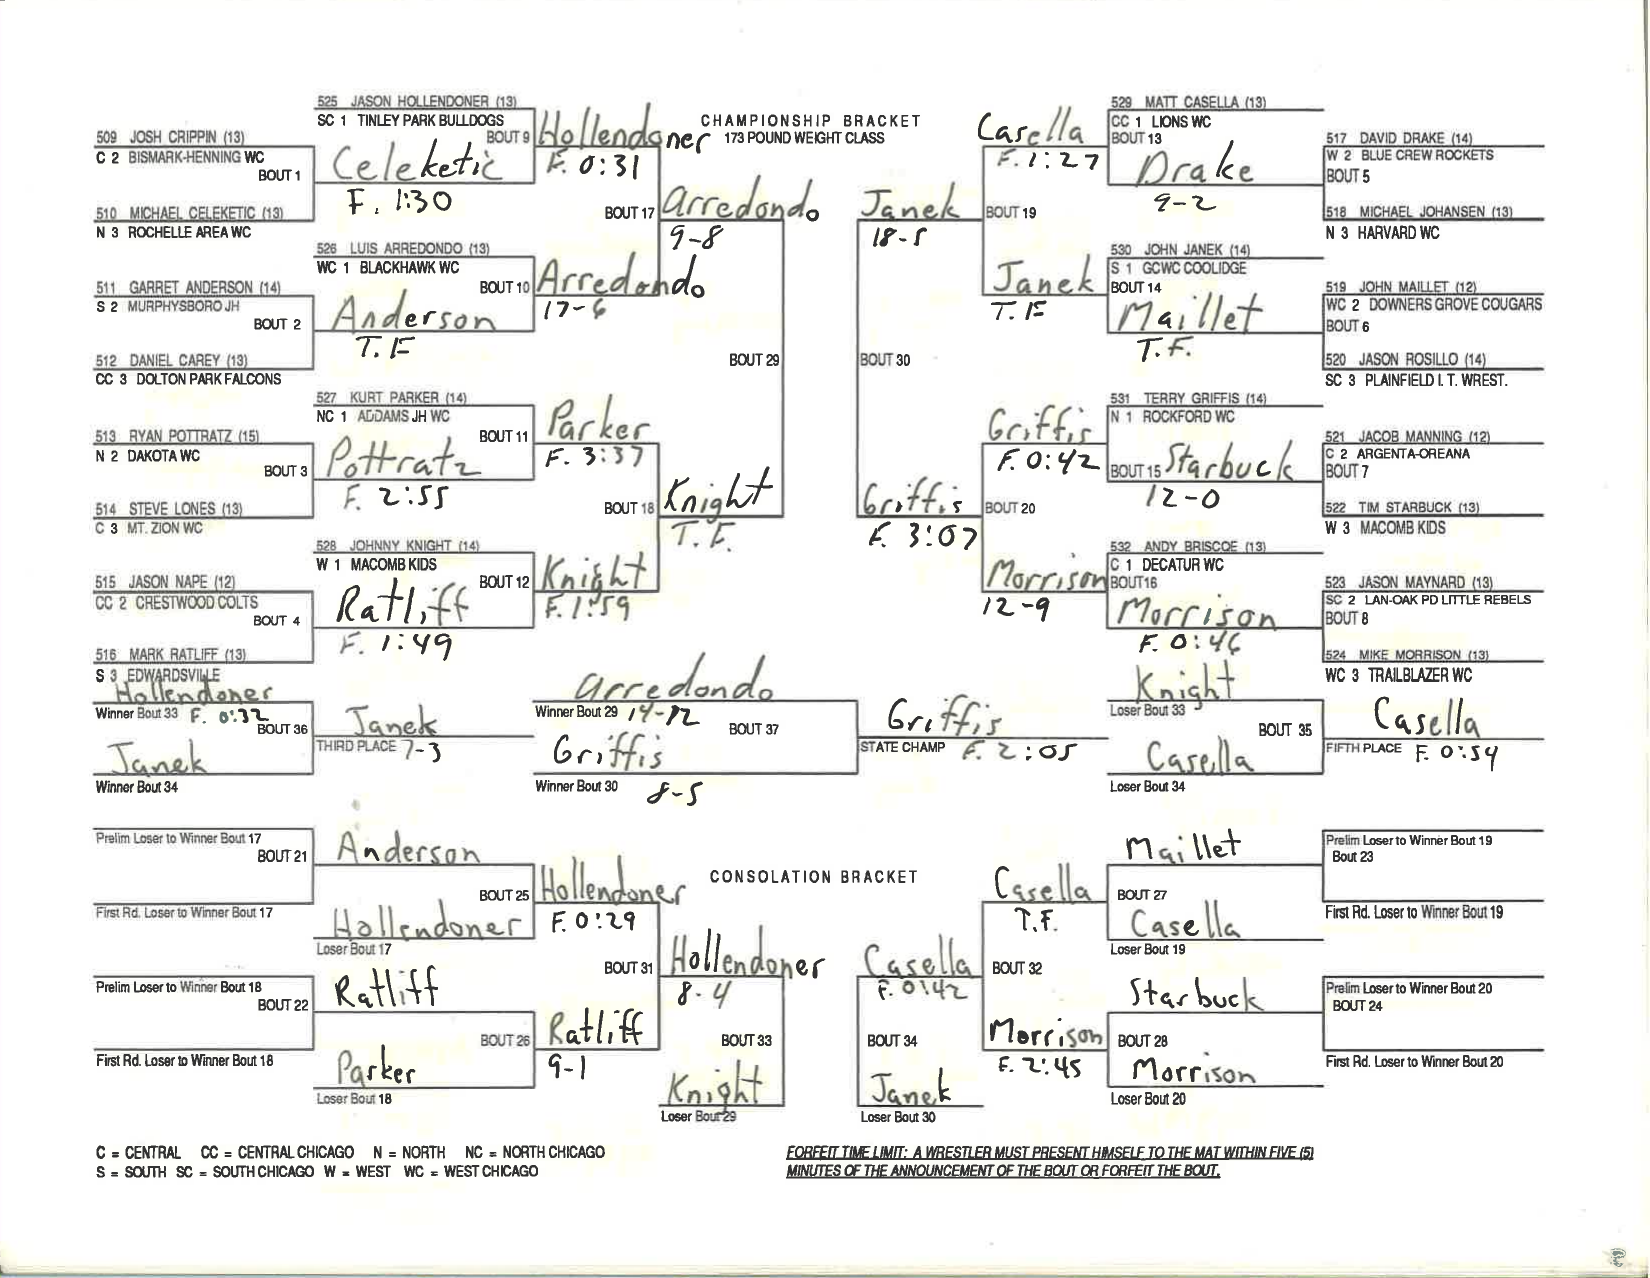 CHAMPIONSHIP BRACKET
173 POUND WEIGHT CLASS
509 JOSH CRIPPIN (13)
C 2 BISMARK-HENNING WC
BOUT 1
510 MICHAEL CELEKETIC (13)
N 3 ROCHELLE AREA WC
511 GARRET ANDERSON (14)
S 2 MURPHYSBORO JH
BOUT 2
512 DANIEL CAREY (13)
CC 3 DOLTON PARK FALCONS
513 RYAN POTTRATZ (15)
N 2 DAKOTA WC
BOUT 3
514 STEVE LONES (13)
C 3 MT. ZION WC
515 JASON NAPE (12)
CC 2 CRESTWOOD COLTS
BOUT 4
516 MARK RATLIFF (13)
S 3 EDWARDSVILLE
525 JASON HOLLENDONER (13)
SC 1 TINLEY PARK BULLDOGS
BOUT 9
Celeketic
F. 1:30
526 LUIS ARREDONDO (13)
WC 1 BLACKHAWK WC
BOUT 10
Anderson
T. F
527 KURT PARKER (14)
NC 1 ADDAMS JH WC
BOUT 11
Pottratz
F. 2:55
528 JOHNNY KNIGHT (14)
W 1 MACOMB KIDS
BOUT 12
Ratliff
F. 1:49
Hollendoner
F. 0:31
BOUT 17
Arredondo
17-6
Parker
F. 3:37
BOUT 18
Knight
F. 1:59
Arredondo
9-8
BOUT 29
Knight
T. F.
Janek
18-5
BOUT 30
Griffis
F. 3:07
Casella
F. 1:27
BOUT 19
Janek
T. F
Griffis
F. 0:42
BOUT 20
Morrison
12-9
529 MATT CASELLA (13)
CC 1 LIONS WC
BOUT 13
Drake
9-2
530 JOHN JANEK (14)
S 1 GCWC COOLIDGE
BOUT 14
Maillet
T. F.
531 TERRY GRIFFIS (14)
N 1 ROCKFORD WC
BOUT 15 Starbuck
12-0
532 ANDY BRISCOE (13)
C 1 DECATUR WC
BOUT16
Morrison
F. 0:46
517 DAVID DRAKE (14)
W 2 BLUE CREW ROCKETS
BOUT 5
518 MICHAEL JOHANSEN (13)
N 3 HARVARD WC
519 JOHN MAILLET (12)
WC 2 DOWNERS GROVE COUGARS
BOUT 6
520 JASON ROSILLO (14)
SC 3 PLAINFIELD I. T. WREST.
521 JACOB MANNING (12)
C 2 ARGENTA-OREANA
BOUT 7
522 TIM STARBUCK (13)
W 3 MACOMB KIDS
523 JASON MAYNARD (13)
SC 2 LAN-OAK PD LITTLE REBELS
BOUT 8
524 MIKE MORRISON (13)
WC 3 TRAILBLAZER WC
Hollendoner
Winner Bout 33 F. 0:32
BOUT 36
Janek
Winner Bout 34
Janek
THIRD PLACE 7-3
Arredondo
Winner Bout 29 14-12
BOUT 37
Griffis
Winner Bout 30 8-5
Griffis
STATE CHAMP F. 2:05
Knight
Loser Bout 33
BOUT 35
Casella
Loser Bout 34
Casella
FIFTH PLACE F. 0:54
CONSOLATION BRACKET
Prelim Loser to Winner Bout 17
BOUT 21
First Rd. Loser to Winner Bout 17
Prelim Loser to Winner Bout 18
BOUT 22
First Rd. Loser to Winner Bout 18
Anderson
BOUT 25
Hollendoner
Loser Bout 17
Ratliff
BOUT 26
Parker
Loser Bout 18
Hollendoner
F. 0:29
BOUT 31
Ratliff
9-1
Hollendoner
8-4
BOUT 33
Knight
Loser Bout 29
Casella
F. 0:42
BOUT 34
Janek
Loser Bout 30
Casella
T.F.
BOUT 32
Morrison
F. 2:45
Maillet
BOUT 27
Casella
Loser Bout 19
Starbuck
BOUT 28
Morrison
Loser Bout 20
Prelim Loser to Winner Bout 19
Bout 23
First Rd. Loser to Winner Bout 19
Prelim Loser to Winner Bout 20
BOUT 24
First Rd. Loser to Winner Bout 20
C = CENTRAL CC = CENTRAL CHICAGO N = NORTH NC = NORTH CHICAGO
S = SOUTH SC = SOUTH CHICAGO W = WEST WC = WEST CHICAGO
FORFEIT TIME LIMIT: A WRESTLER MUST PRESENT HIMSELF TO THE MAT WITHIN FIVE (5)
MINUTES OF THE ANNOUNCEMENT OF THE BOUT OR FORFEIT THE BOUT.